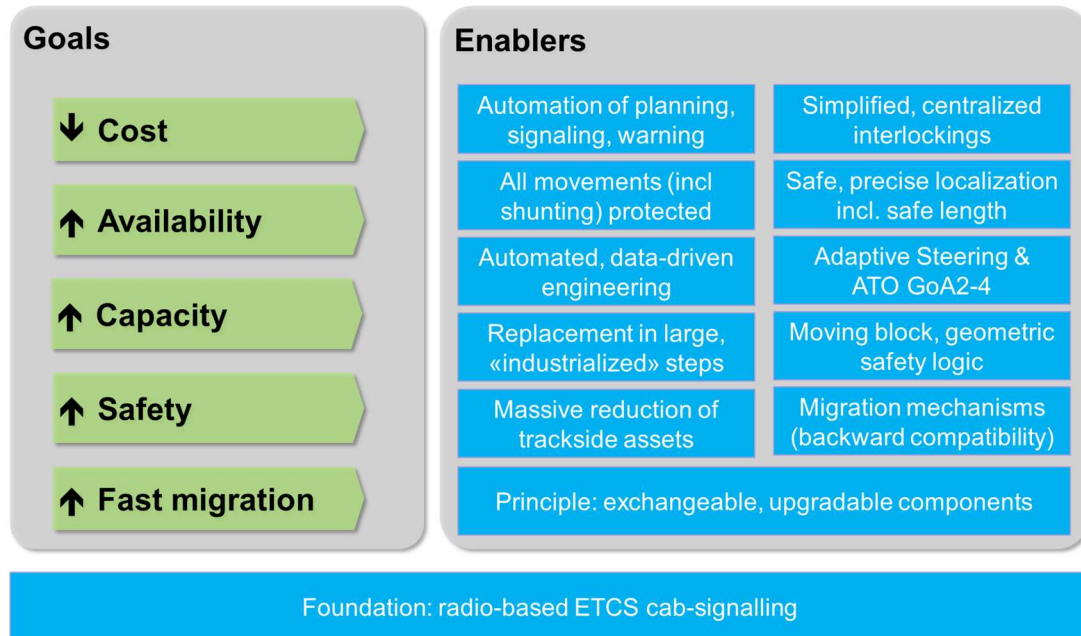 Goals
Cost
Availability
Capacity
Safety
Fast migration
Enablers
Automation of planning,
signaling, warning
Simplified, centralized
interlockings
All movements (incl
shunting) protected
Safe, precise localization
incl. safe length
Automated, data-driven
engineering
Adaptive Steering &
ATO GoA2-4
Replacement in large,
«industrialized» steps
Moving block, geometric
safety logic
Massive reduction of
trackside assets
Migration mechanisms
(backward compatibility)
Principle: exchangeable, upgradable components
Foundation: radio-based ETCS cab-signalling